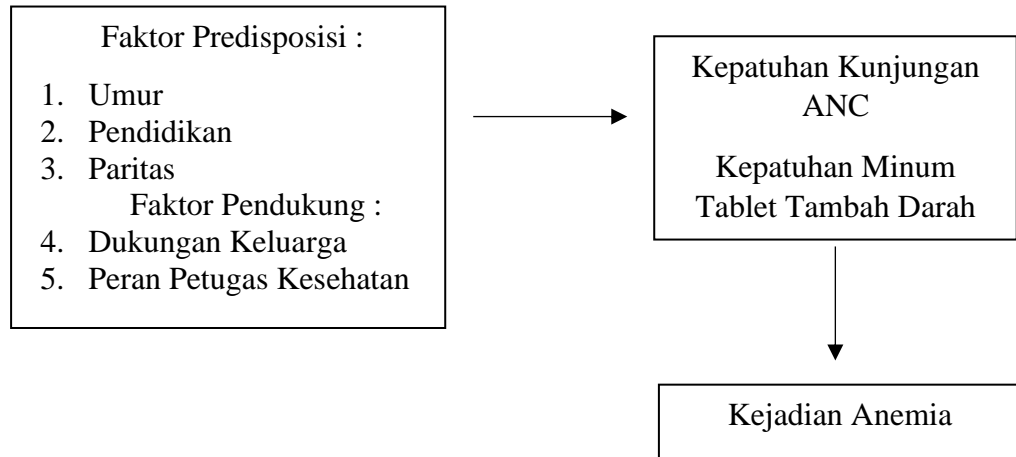 Faktor Predisposisi :
1. Umur
2. Pendidikan
3. Paritas
Faktor Pendukung :
4. Dukungan Keluarga
5. Peran Petugas Kesehatan
Kepatuhan Kunjungan
ANC
Kepatuhan Minum
Tablet Tambah Darah
Kejadian Anemia